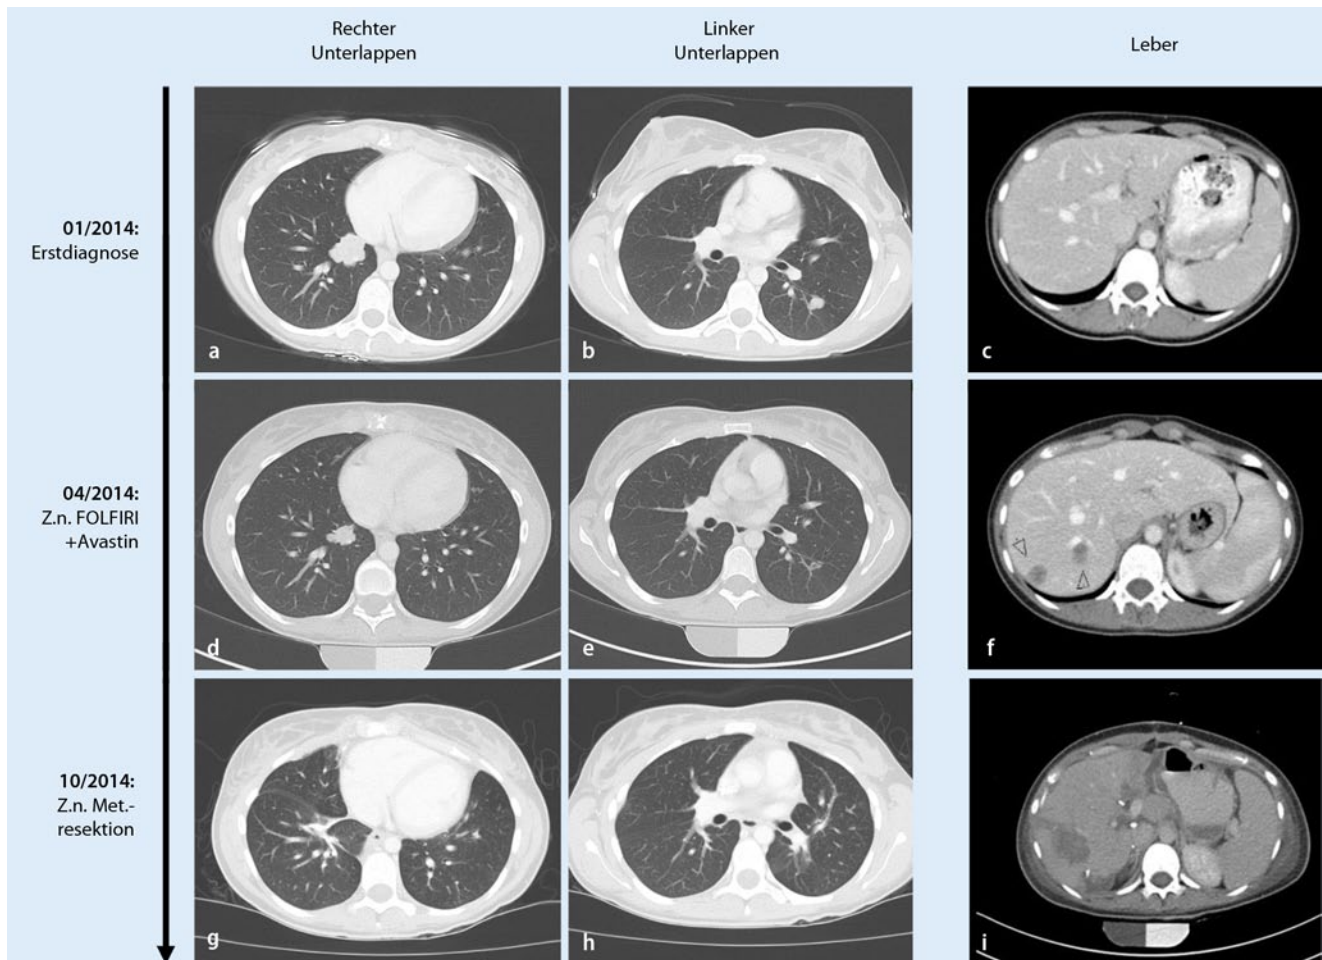 Rechter
Unterlappen
Linker
Unterlappen
Leber
01/2014:
Erstdiagnose
a
b
c
04/2014:
Z.n. FOLFIRI
+Avastin
d
e
f
10/2014:
Z.n. Met.-
resektion
g
h
i